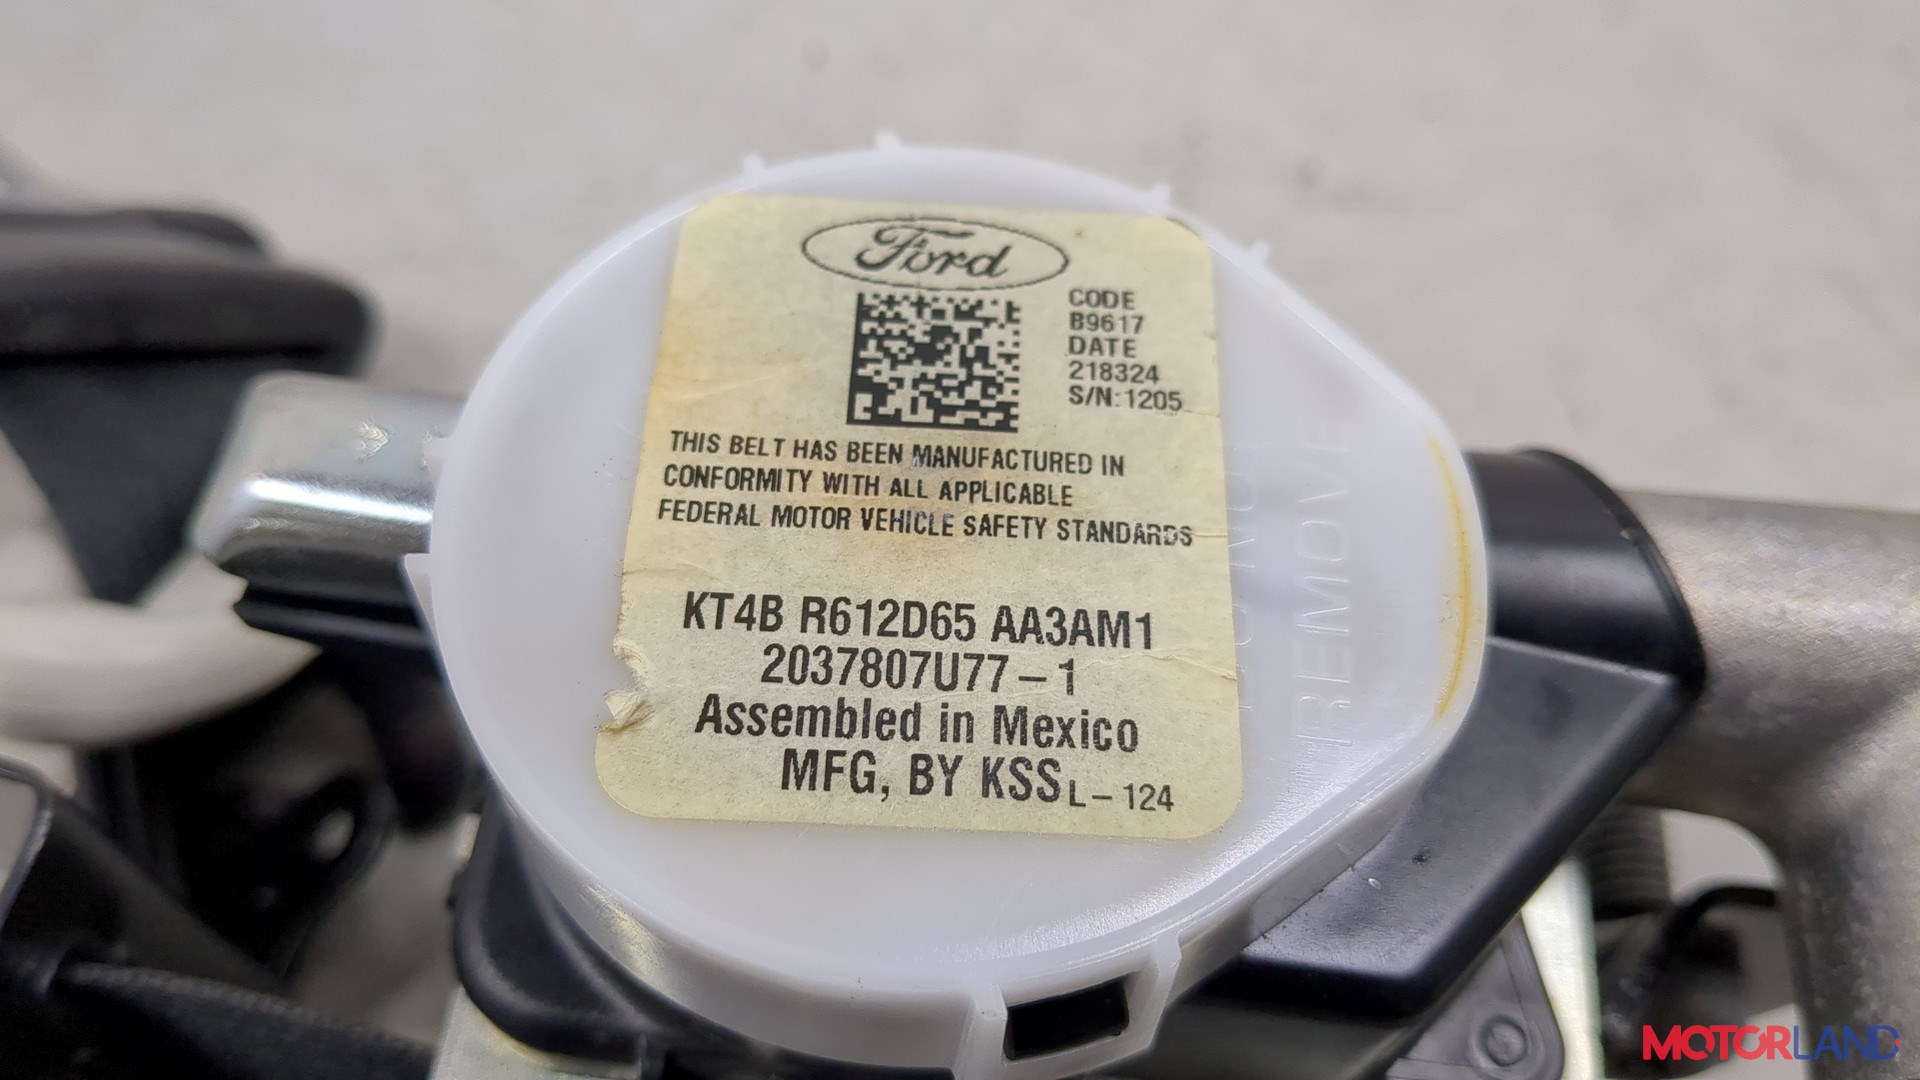 Ford
CODE
B9617
DATE
218324
S/N:1205
THIS BELT HAS BEEN MANUFACTURED IN
CONFORMITY WITH ALL APPLICABLE
FEDERAL MOTOR VEHICLE SAFETY STANDARDS
KT4B R612D65 AA3AM1
2037807U77-1
Assembled in Mexico
MFG, BY KSS L-124
REMOVE
MOTORLAND